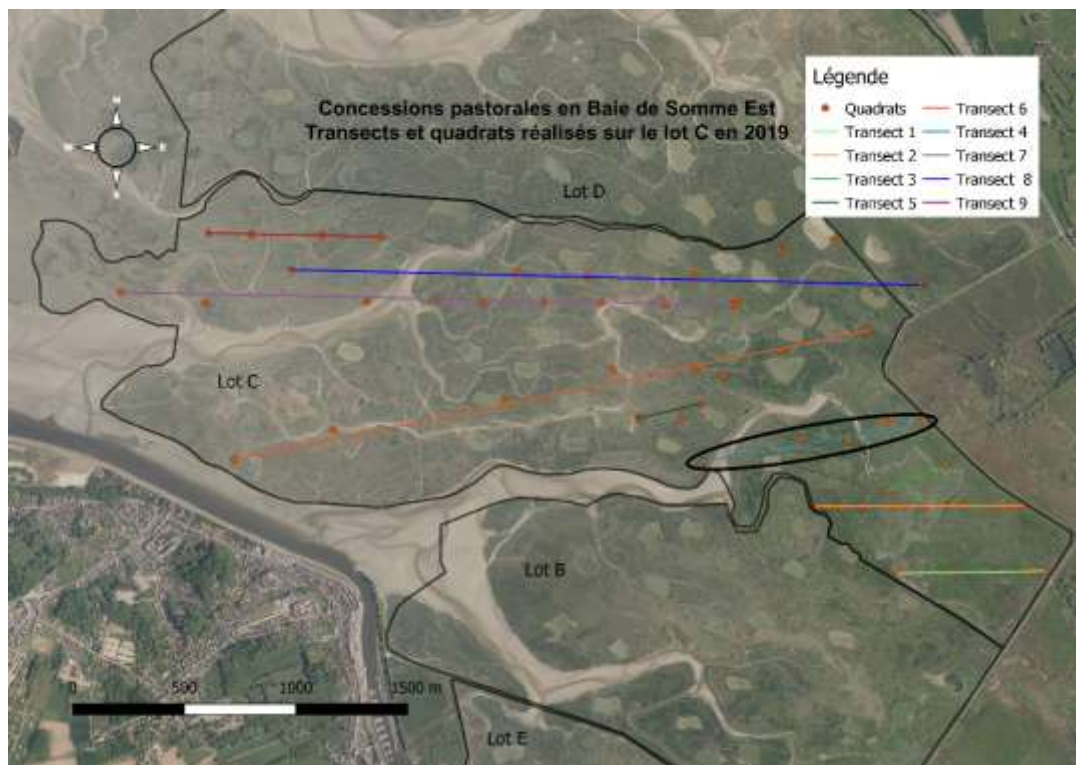 Concessions pastorales en Baie de Somme Est
Transects et quadrats réalisés sur le lot C en 2019
Légende
Quadrats
Transect 1
Transect 2
Transect 3
Transect 5
Transect 6
Transect 4
Transect 7
Transect 8
Transect 9
Lot D
Lot C
Lot B
Lot E
0 500 1000 1500 m